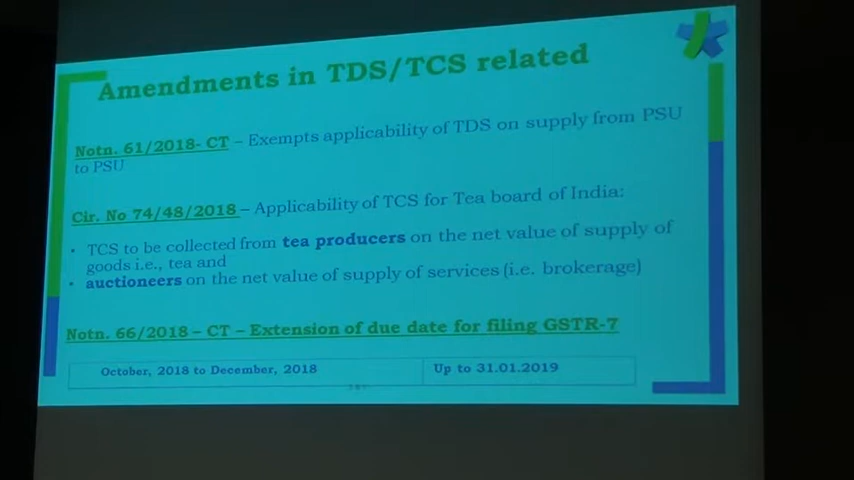 Amendments in TDS/TCS related
Notn. 61/2018- CT – Exempts applicability of TDS on supply from PSU
to PSU
Cir. No 74/48/2018 – Applicability of TCS for Tea board of India:
• TCS to be collected from tea producers on the net value of supply of
goods i.e., tea and
• auctioneers on the net value of supply of services (i.e. brokerage)
Notn. 66/2018 – CT – Extension of due date for filing GSTR-7
October, 2018 to December, 2018 Up to 31.01.2019